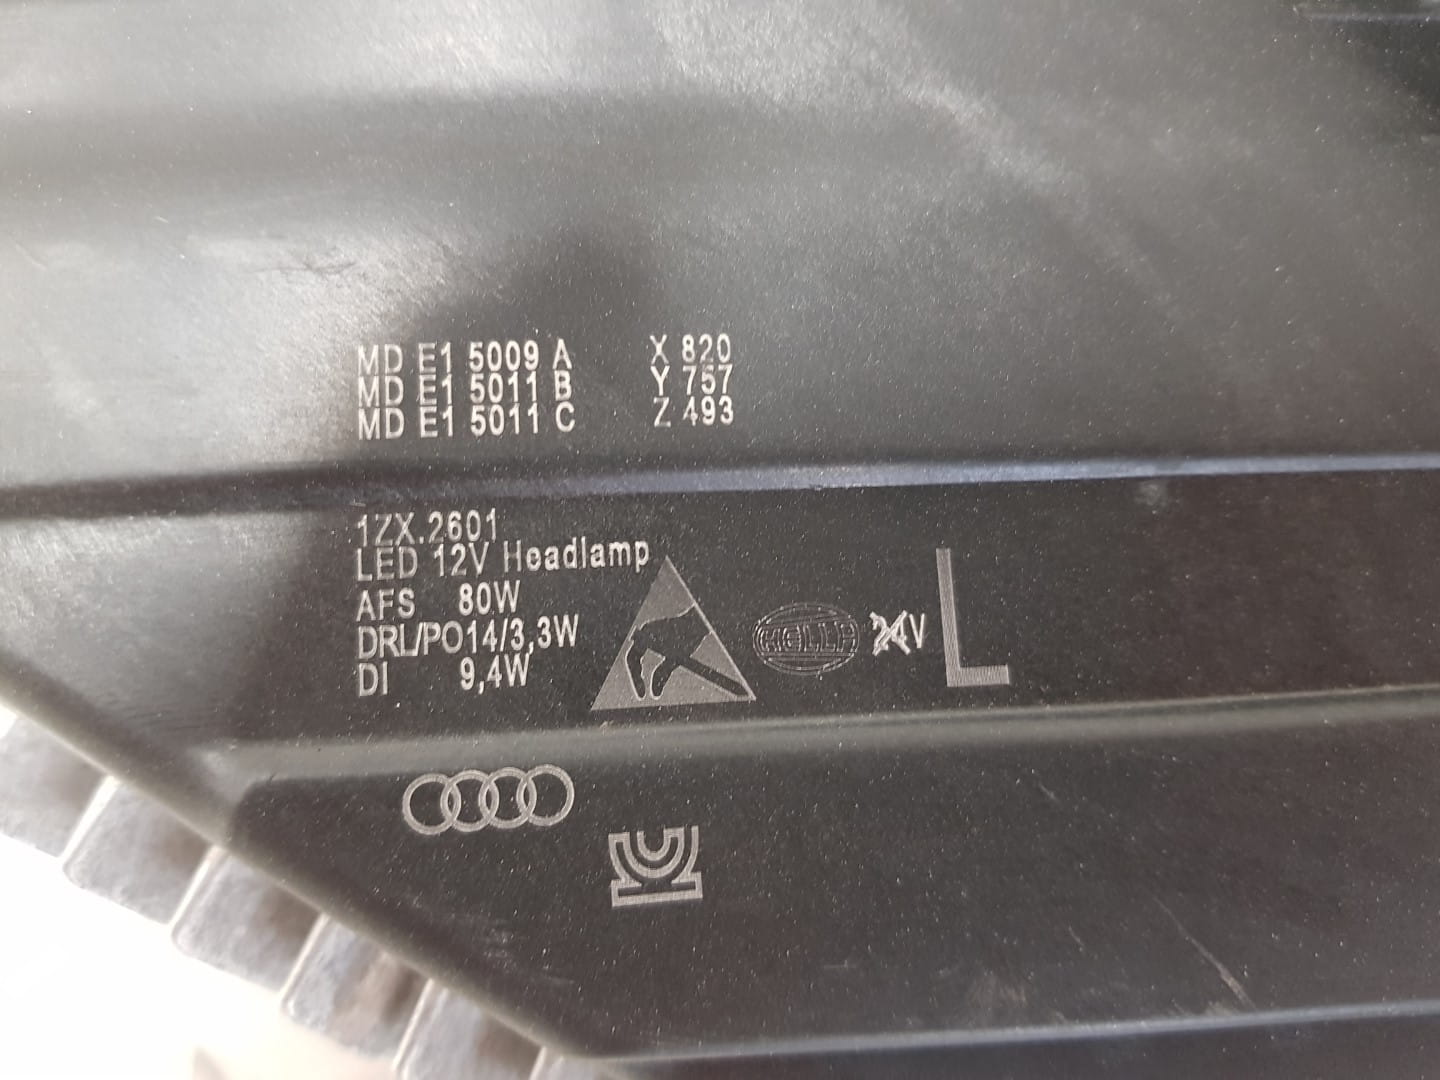 MD E1 5009 A X 820
MD E1 5011 B Y 757
MD E1 5011 C Z 493
1ZX.2601
LED 12V Headlamp
AFS 80W
DRL/PO14/3,3W
DI 9,4W
HELLA
24V
L